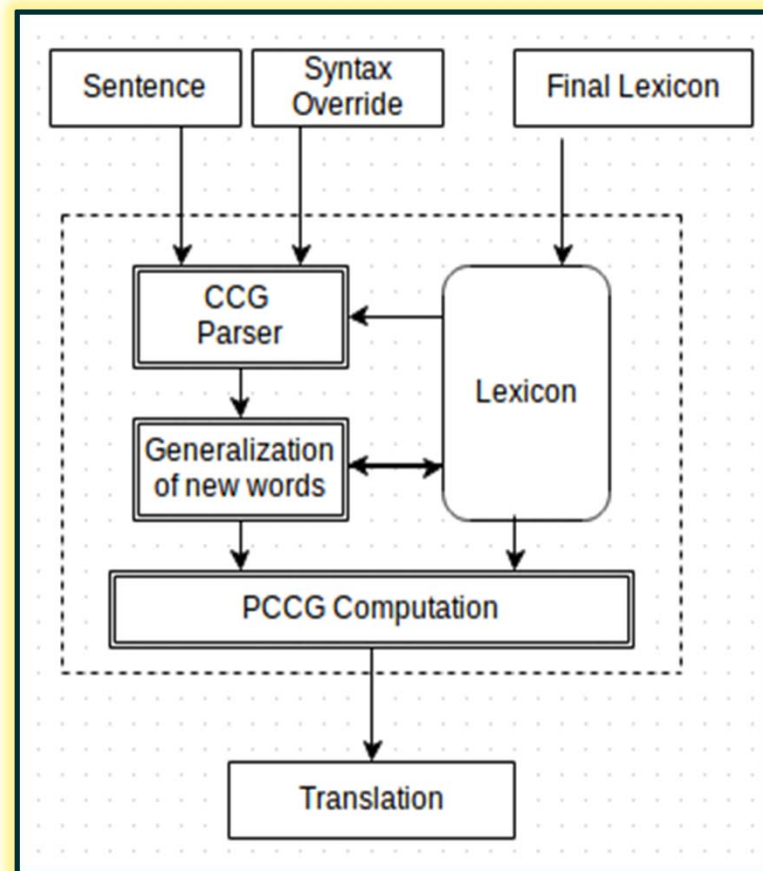 Sentence
Syntax
Override
Final Lexicon
CCG
Parser
Lexicon
Generalization
of new words
PCCG Computation
Translation